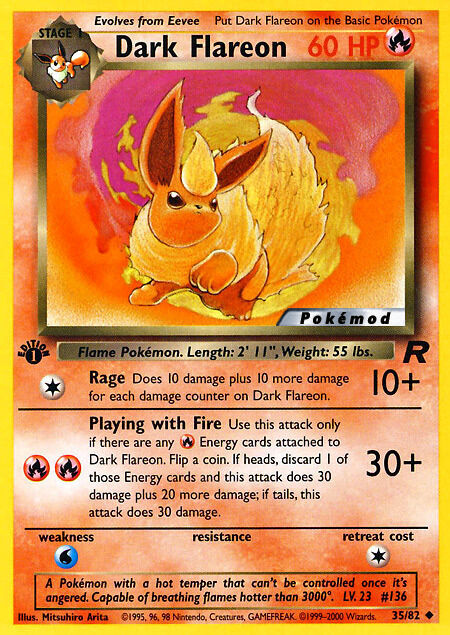 Evolves from Eevee Put Dark Flareon on the Basic Pokémon
STAGE 1
Dark Flareon 60 HP
Pokémod
EDITION
1
Flame Pokémon. Length: 2' 11", Weight: 55 lbs.
R
Rage Does 10 damage plus 10 more damage
for each damage counter on Dark Flareon.
10+
Playing with Fire Use this attack only
if there are any Energy cards attached to
Dark Flareon. Flip a coin. If heads, discard 1 of
those Energy cards and this attack does 30
damage plus 20 more damage; if tails, this
attack does 30 damage.
30+
weakness resistance retreat cost
A Pokémon with a hot temper that can't be controlled once it's
angered. Capable of breathing flames hotter than 3000°. LV. 23 #136
Illus. Mitsuhiro Arita ©1995, 96, 98 Nintendo, Creatures, GAMEFREAK. ©1999-2000 Wizards. 35/82